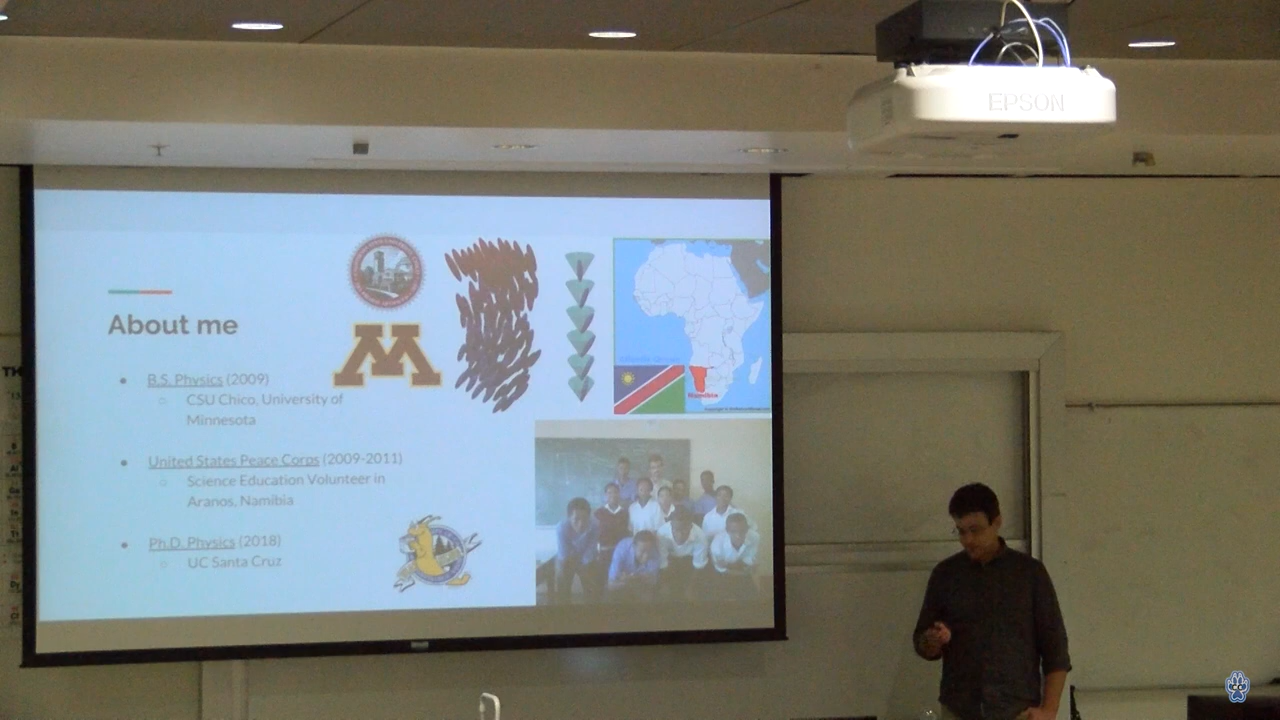 EPSON
About me
B.S. Physics (2009)
CSU Chico, University of
Minnesota
United States Peace Corps (2009-2011)
Science Education Volunteer in
Aranos, Namibia
Ph.D. Physics (2018)
UC Santa Cruz
M
Namibia
TH